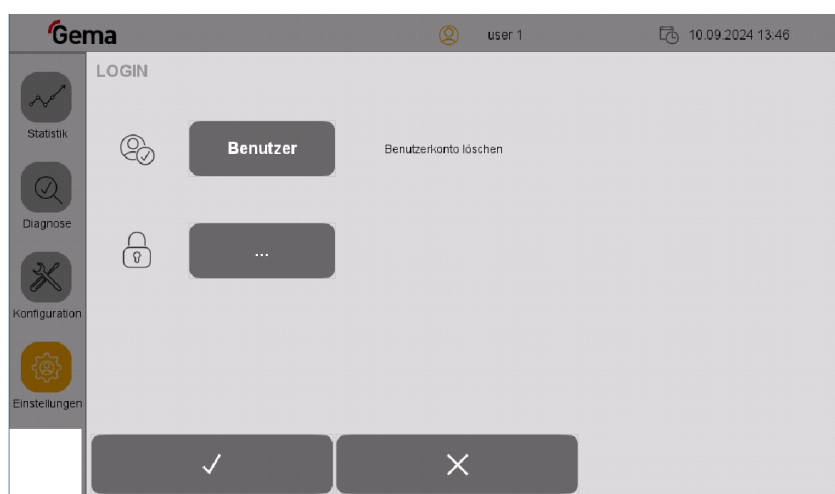 Gema
user 1
10.09.2024 13:46
LOGIN
Statistik
Benutzer
Benutzerkonto löschen
Diagnose
...
Konfiguration
Einstellungen